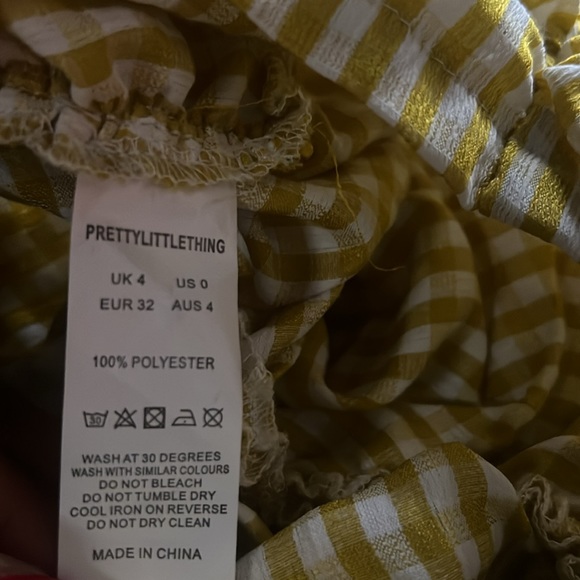 PRETTYLITTLETHING
UK 4 US 0
EUR 32 AUS 4
100% POLYESTER
30
WASH AT 30 DEGREES
WASH WITH SIMILAR COLOURS
DO NOT BLEACH
DO NOT TUMBLE DRY
COOL IRON ON REVERSE
DO NOT DRY CLEAN
MADE IN CHINA